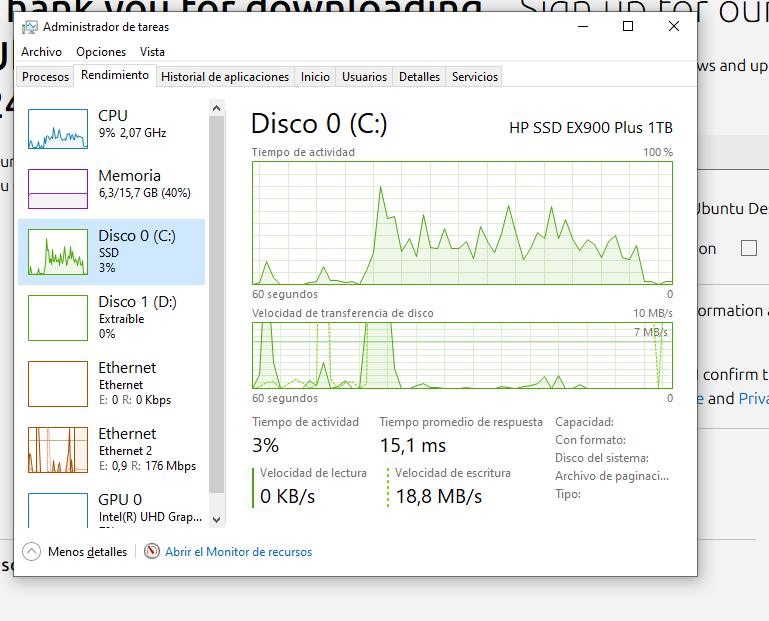 hank you for downloading
Sign up for our
Administrador de tareas
Archivo Opciones Vista
Procesos Rendimiento Historial de aplicaciones Inicio Usuarios Detalles Servicios
CPU
9% 2,07 GHz
Memoria
6,3/15,7 GB (40%)
Disco 0 (C:)
SSD
3%
Disco 1 (D:)
Extraíble
0%
Ethernet
Ethernet
E: 0 R: 0 Kbps
Ethernet
Ethernet 2
E: 0,9 R: 176 Mbps
GPU 0
Intel(R) UHD Grap...
Disco 0 (C:) HP SSD EX900 Plus 1TB
Tiempo de actividad 100 %
60 segundos 0
Velocidad de transferencia de disco 10 MB/s
7 MB/s
60 segundos 0
Tiempo de actividad
3%
Tiempo promedio de respuesta
15,1 ms
Velocidad de lectura
0 KB/s
Velocidad de escritura
18,8 MB/s
Capacidad:
Con formato:
Disco del sistema:
Archivo de paginaci...
Tipo:
Menos detalles Abrir el Monitor de recursos
ws and up
Ubuntu De
on
ormation a
confirm t
e and Priva